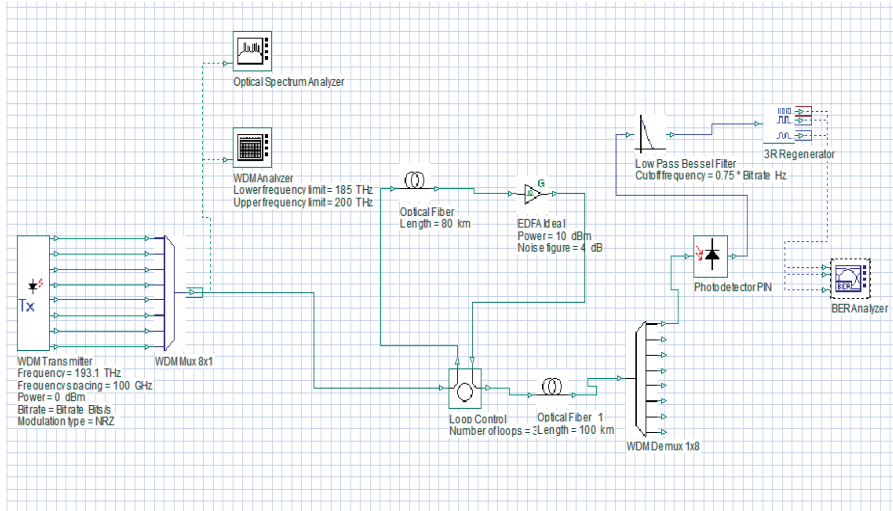 Optical Spectrum Analyzer
WDM Analyzer
Lower frequency limit = 185 THz
Upper frequency limit = 200 THz
Optical Fiber
Length = 80 km
G
EDFA Ideal
Power = 10 dBm
Noise figure = 4 dB
Low Pass Bessel Filter
Cutoff frequency = 0.75 * Bitrate Hz
3R Regenerator
Photodetector PIN
BER
BER Analyzer
Tx
WDM Transmitter
Frequency = 193.1 THz
Frequency spacing = 100 GHz
Power = 0 dBm
Bitrate = Bitrate Bits/s
Modulation type = NRZ
WDM Mux 8x1
Loop Control
Number of loops =
Optical Fiber 1
Length = 100 km
WDM Demux 1x8